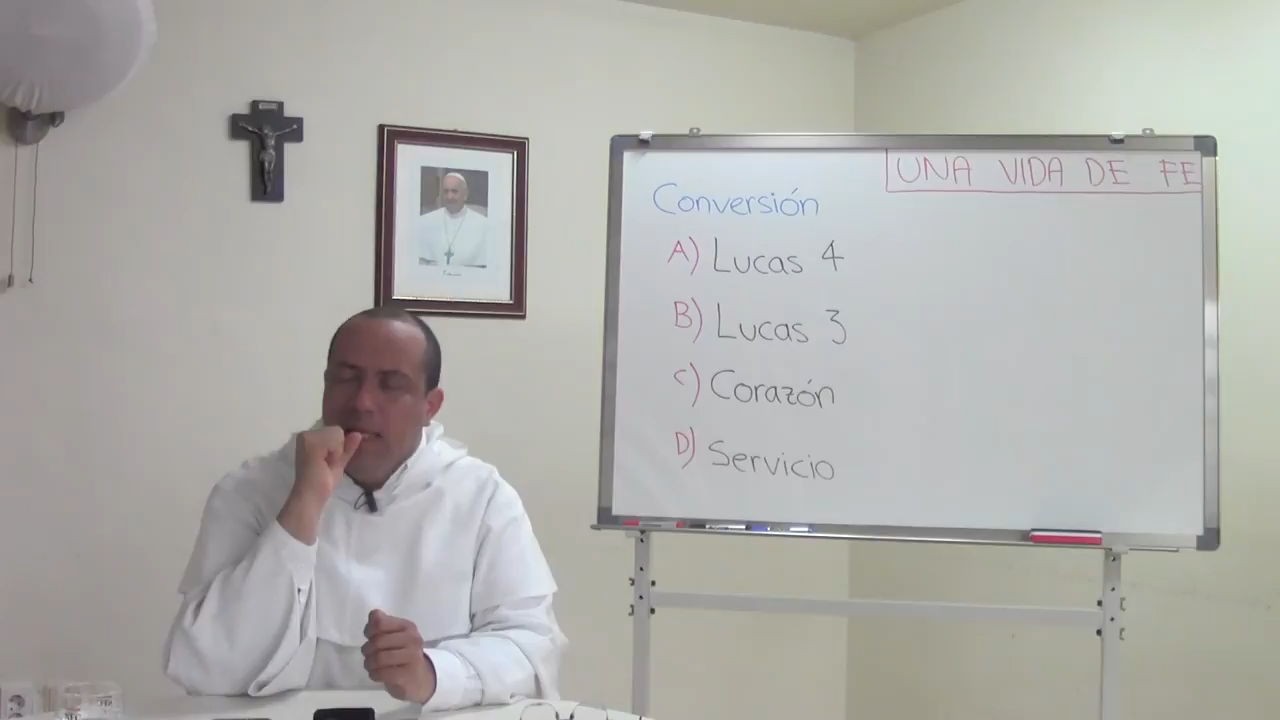 UNA VIDA DE FE
Conversión
A) Lucas 4
B) Lucas 3
C) Corazón
D) Servicio